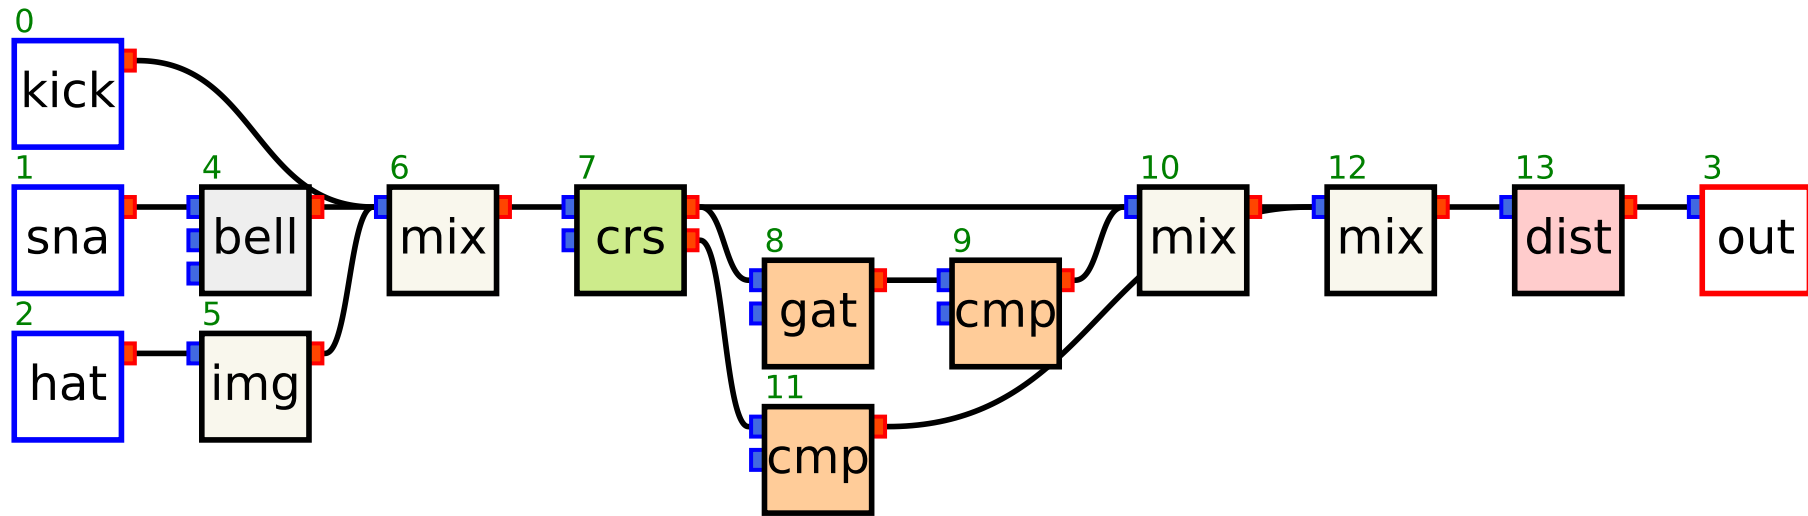 0
kick
1
sna
2
hat
4
bell
5
img
6
mix
7
crs
8
gat
9
cmp
11
cmp
10
mix
12
mix
13
dist
3
out